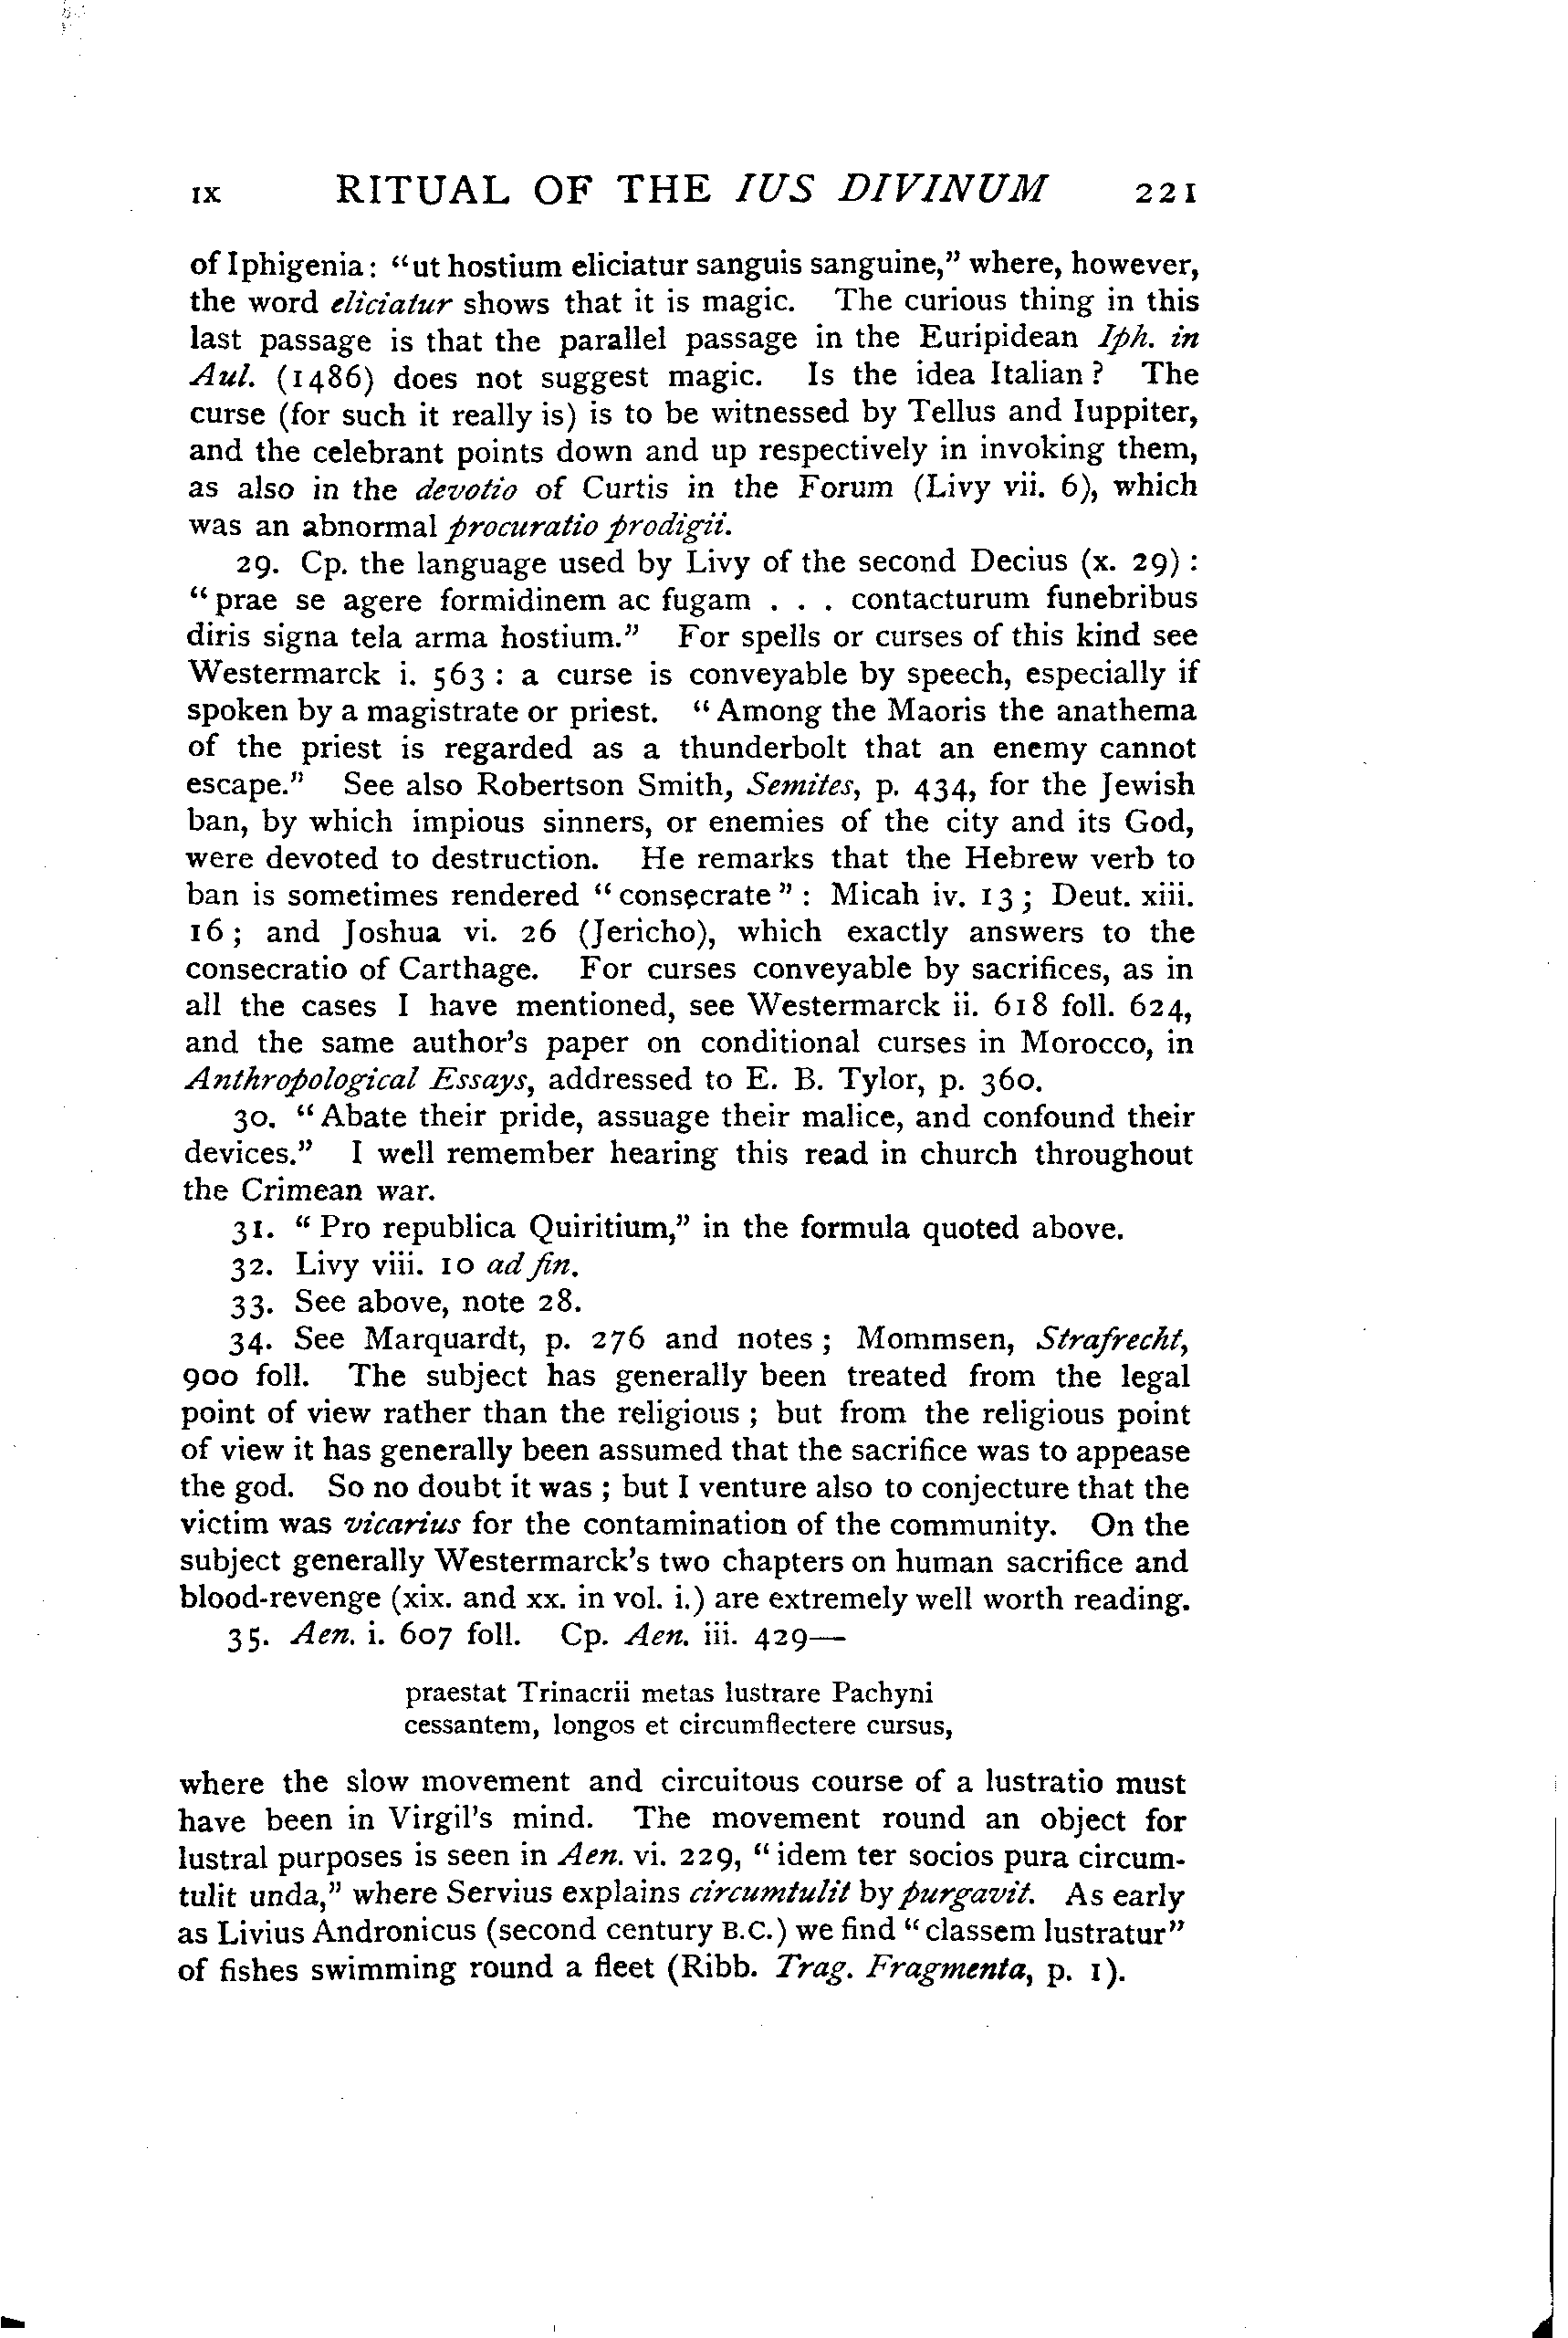 IX RITUAL OF THE IUS DIVINUM 221
of Iphigenia: “ut hostium eliciatur sanguis sanguine,” where, however,
the word eliciatur shows that it is magic. The curious thing in this
last passage is that the parallel passage in the Euripidean Iph. in
Aul. (1486) does not suggest magic. Is the idea Italian? The
curse (for such it really is) is to be witnessed by Tellus and Iuppiter,
and the celebrant points down and up respectively in invoking them,
as also in the devotio of Curtis in the Forum (Livy vii. 6), which
was an abnormal procuratio prodigii.
29. Cp. the language used by Livy of the second Decius (x. 29):
“prae se agere formidinem ac fugam . . . contacturum funebribus
diris signa tela arma hostium.” For spells or curses of this kind see
Westermarck i. 563: a curse is conveyable by speech, especially if
spoken by a magistrate or priest. “Among the Maoris the anathema
of the priest is regarded as a thunderbolt that an enemy cannot
escape.” See also Robertson Smith, Semites, p. 434, for the Jewish
ban, by which impious sinners, or enemies of the city and its God,
were devoted to destruction. He remarks that the Hebrew verb to
ban is sometimes rendered “consecrate”: Micah iv. 13; Deut. xiii.
16; and Joshua vi. 26 (Jericho), which exactly answers to the
consecratio of Carthage. For curses conveyable by sacrifices, as in
all the cases I have mentioned, see Westermarck ii. 618 foll. 624,
and the same author's paper on conditional curses in Morocco, in
Anthropological Essays, addressed to E. B. Tylor, p. 360.
30. “Abate their pride, assuage their malice, and confound their
devices.” I well remember hearing this read in church throughout
the Crimean war.
31. “Pro republica Quiritium,” in the formula quoted above.
32. Livy viii. 10 ad fin.
33. See above, note 28.
34. See Marquardt, p. 276 and notes; Mommsen, Strafrecht,
900 foll. The subject has generally been treated from the legal
point of view rather than the religious; but from the religious point
of view it has generally been assumed that the sacrifice was to appease
the god. So no doubt it was; but I venture also to conjecture that the
victim was vicarius for the contamination of the community. On the
subject generally Westermarck's two chapters on human sacrifice and
blood-revenge (xix. and xx. in vol. i.) are extremely well worth reading.
35. Aen. i. 607 foll. Cp. Aen. iii. 429—
praestat Trinacrii metas lustrare Pachyni
cessantem, longos et circumflectere cursus,
where the slow movement and circuitous course of a lustratio must
have been in Virgil's mind. The movement round an object for
lustral purposes is seen in Aen. vi. 229, “idem ter socios pura circum-
tulit unda,” where Servius explains circumtulit by purgavit. As early
as Livius Andronicus (second century B.C.) we find “classem lustratur”
of fishes swimming round a fleet (Ribb. Trag. Fragmenta, p. 1).